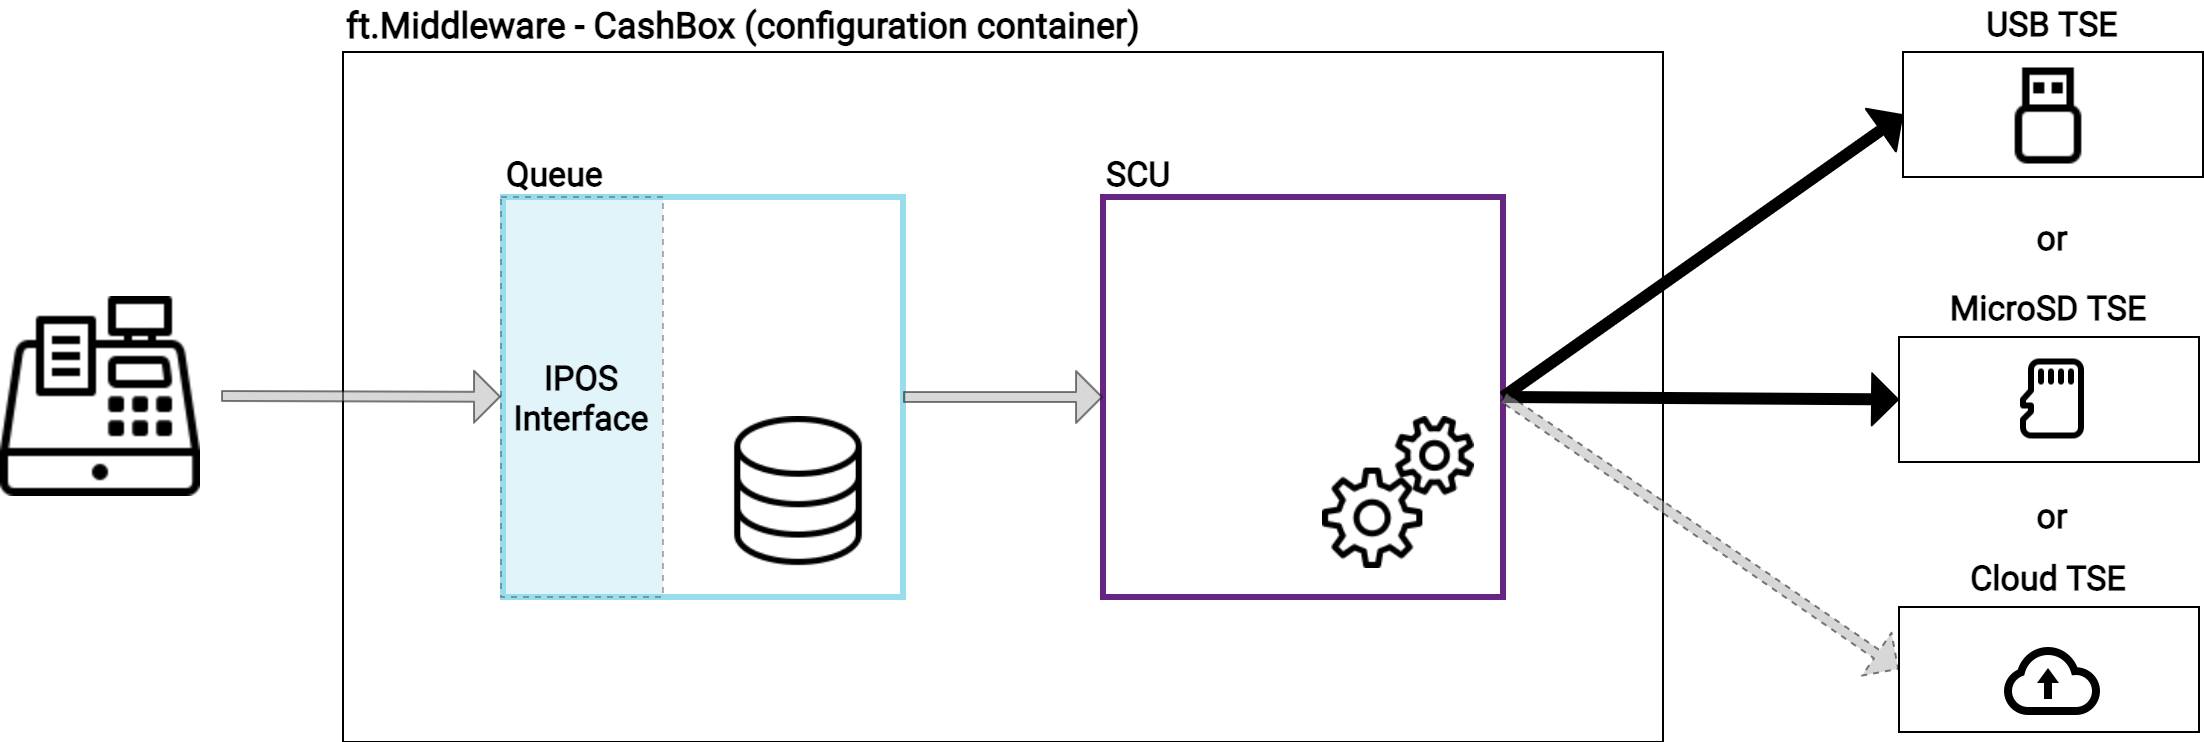 ft.Middleware - CashBox (configuration container)
USB TSE
Queue
SCU
or
MicroSD TSE
IPOS
Interface
or
Cloud TSE